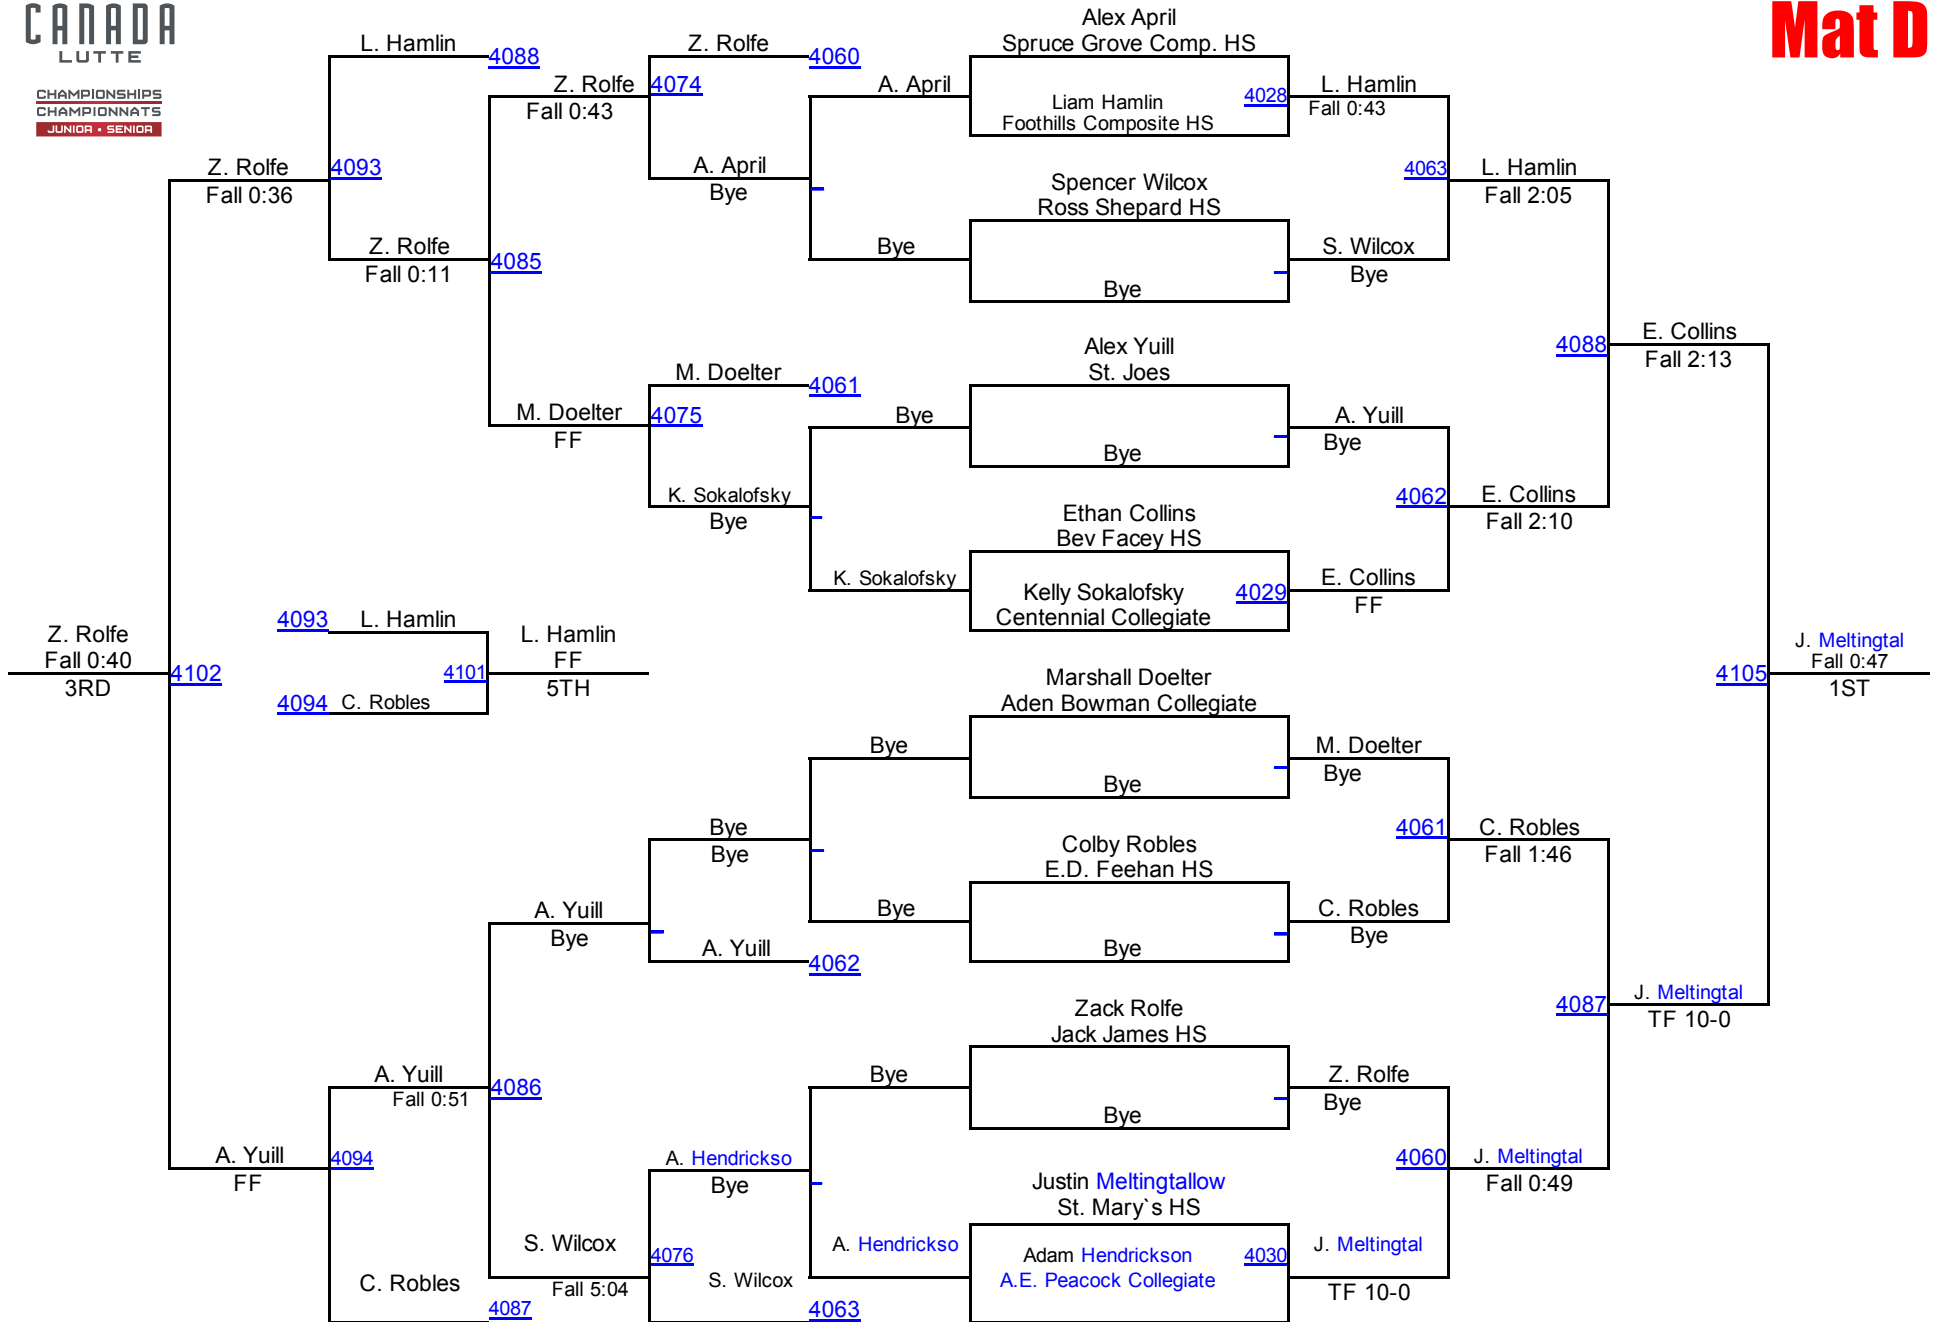 CANADA
LUTTE
CHAMPIONSHIPS
CHAMPIONNATS
JUNIOR • SENIOR
Mat D
Alex April
Spruce Grove Comp. HS
L. Hamlin
4088
Z. Rolfe
4060
Z. Rolfe
4074
Fall 0:43
A. April
Liam Hamlin
Foothills Composite HS
4028
L. Hamlin
Fall 0:43
Z. Rolfe
Fall 0:36
4093
A. April
Bye
Spencer Wilcox
Ross Shepard HS
4063
L. Hamlin
Fall 2:05
Z. Rolfe
Fall 0:11
4085
Bye
Bye
S. Wilcox
Bye
Alex Yuill
St. Joes
4088
E. Collins
Fall 2:13
M. Doelter
4061
M. Doelter
FF
4075
Bye
Bye
A. Yuill
Bye
K. Sokalofsky
Bye
Ethan Collins
Bev Facey HS
4062
E. Collins
Fall 2:10
K. Sokalofsky
Kelly Sokalofsky
Centennial Collegiate
4029
E. Collins
FF
Z. Rolfe
Fall 0:40
3RD
4102
4093
L. Hamlin
4101
4094
C. Robles
L. Hamlin
FF
5TH
4105
J. Meltingtal
Fall 0:47
1ST
Marshall Doelter
Aden Bowman Collegiate
Bye
Bye
M. Doelter
Bye
Bye
Bye
Colby Robles
E.D. Feehan HS
4061
C. Robles
Fall 1:46
A. Yuill
Bye
Bye
Bye
C. Robles
Bye
A. Yuill
4062
Zack Rolfe
Jack James HS
4087
J. Meltingtal
TF 10-0
A. Yuill
Fall 0:51
4086
Bye
Bye
Z. Rolfe
Bye
A. Yuill
FF
4094
A. Hendrickso
Bye
Justin Meltingtallow
St. Mary`s HS
4060
J. Meltingtal
Fall 0:49
S. Wilcox
Fall 5:04
4076
A. Hendrickso
Adam Hendrickson
A.E. Peacock Collegiate
4030
J. Meltingtal
TF 10-0
C. Robles
4087
S. Wilcox
4063